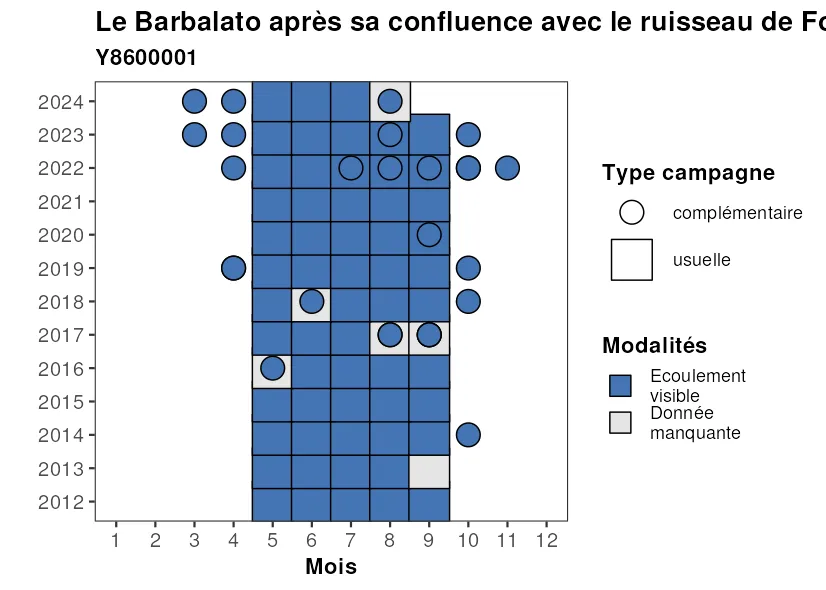 Le Barbalato après sa confluence avec le ruisseau de Fo
Y8600001
2024
2023
2022
2021
2020
2019
2018
2017
2016
2015
2014
2013
2012
1 2 3 4 5 6 7 8 9 10 11 12
Mois
Type campagne
complémentaire
usuelle
Modalités
Ecoulement
visible
Donnée
manquante